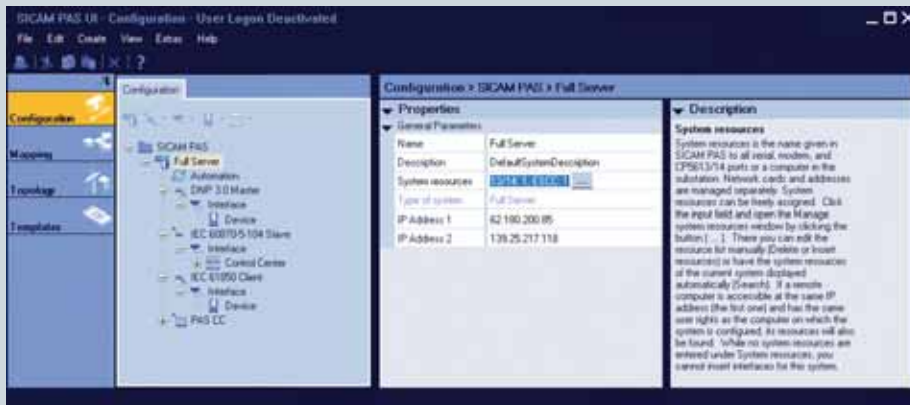 SICAM PAS UI - Configuration - User Logon Deactivated
File Edit Create View Extras Help
Configuration
Mapping
Topology
Templates
Configuration
SICAM PAS
Full Server
Automation
DNP 3.0 Master
Interface
Device
IEC 60870-5-104 Slave
Interface
Control Center
IEC 61850 Client
Interface
Device
PAS CC
Configuration > SICAM PAS > Full Server
Properties
General Parameters
Name Full Server
Description DefaultSystemDescription
System resources
Type of system Full Server
IP Address 1 62.180.200.85
IP Address 2 139.25.217.118
Description
System resources
System resources is the name given in
SICAM PAS to all serial, modem, and
CP5613/14 ports or a computer in the
substation. Network cards and addresses
are managed separately. System
resources can be freely assigned. Click
the input field and open the Manage
system resources window by clicking the
button [ ... ]. There you can edit the
resource list manually (Delete or Insert
resources) or have the system resources
of the current system displayed
automatically (Search). If a remote
computer is accessible at the same IP
address (the first one) and has the same
user rights as the computer on which the
system is configured, its resources will also
be found. While no system resources are
entered under System resources, you
cannot insert interfaces for this system.